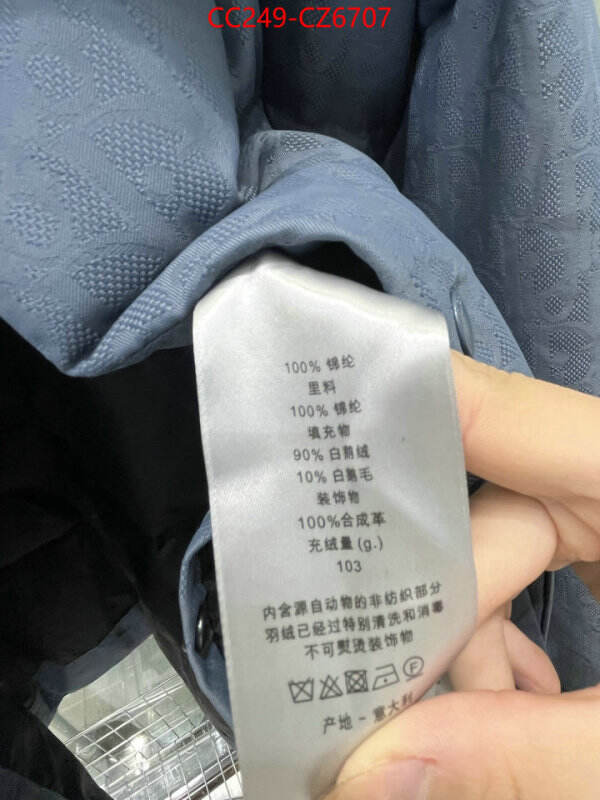 CC249-CZ6707
100% 锦纶
里料
100% 锦纶
填充物
90% 白鹅绒
10% 白鹅毛
装饰物
100%合成革
充绒量 (g.)
103
内含源自动物的非纺织部分
羽绒已经过特别清洗和消毒
不可熨烫装饰物
P
产地 - 意大利